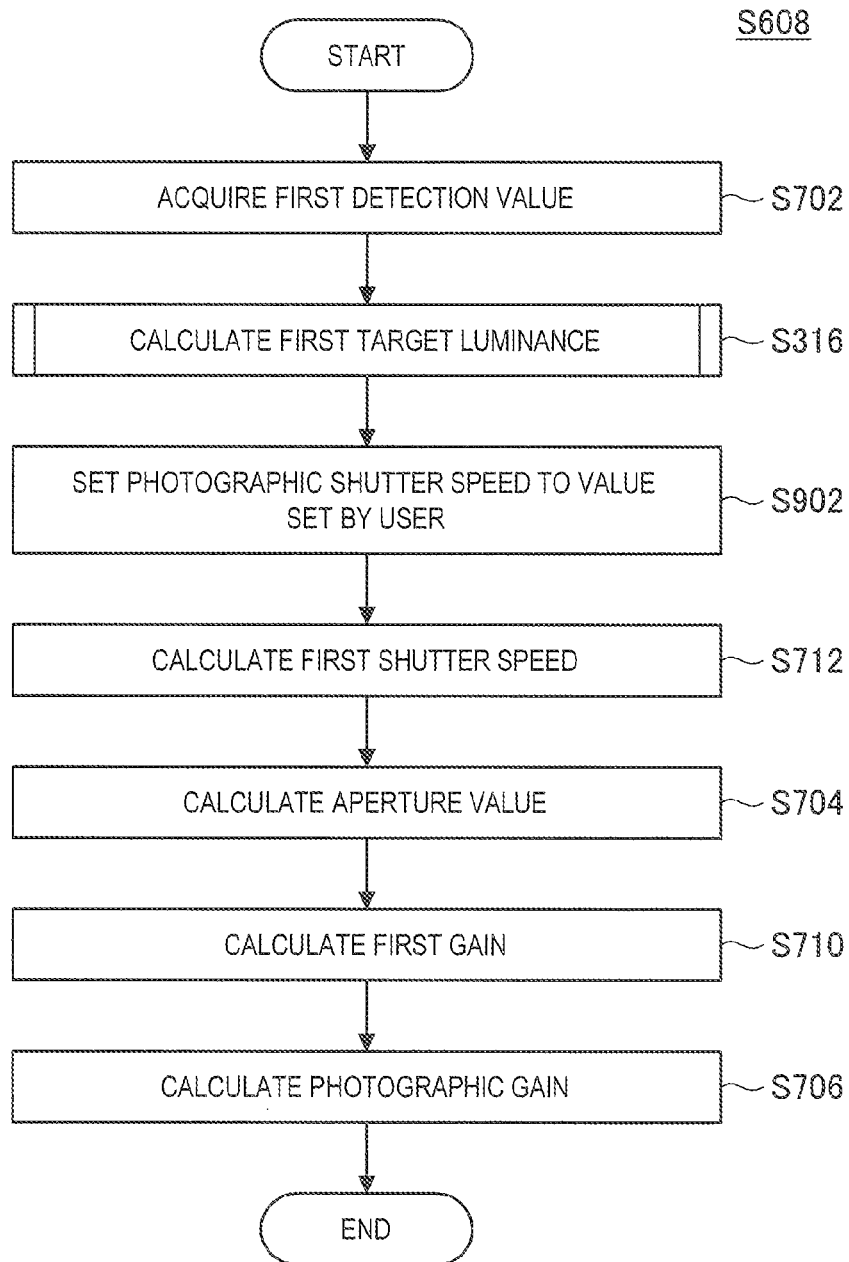 S608
START
ACQUIRE FIRST DETECTION VALUE
S702
CALCULATE FIRST TARGET LUMINANCE
S316
SET PHOTOGRAPHIC SHUTTER SPEED TO VALUE
SET BY USER
S902
CALCULATE FIRST SHUTTER SPEED
S712
CALCULATE APERTURE VALUE
S704
CALCULATE FIRST GAIN
S710
CALCULATE PHOTOGRAPHIC GAIN
S706
END